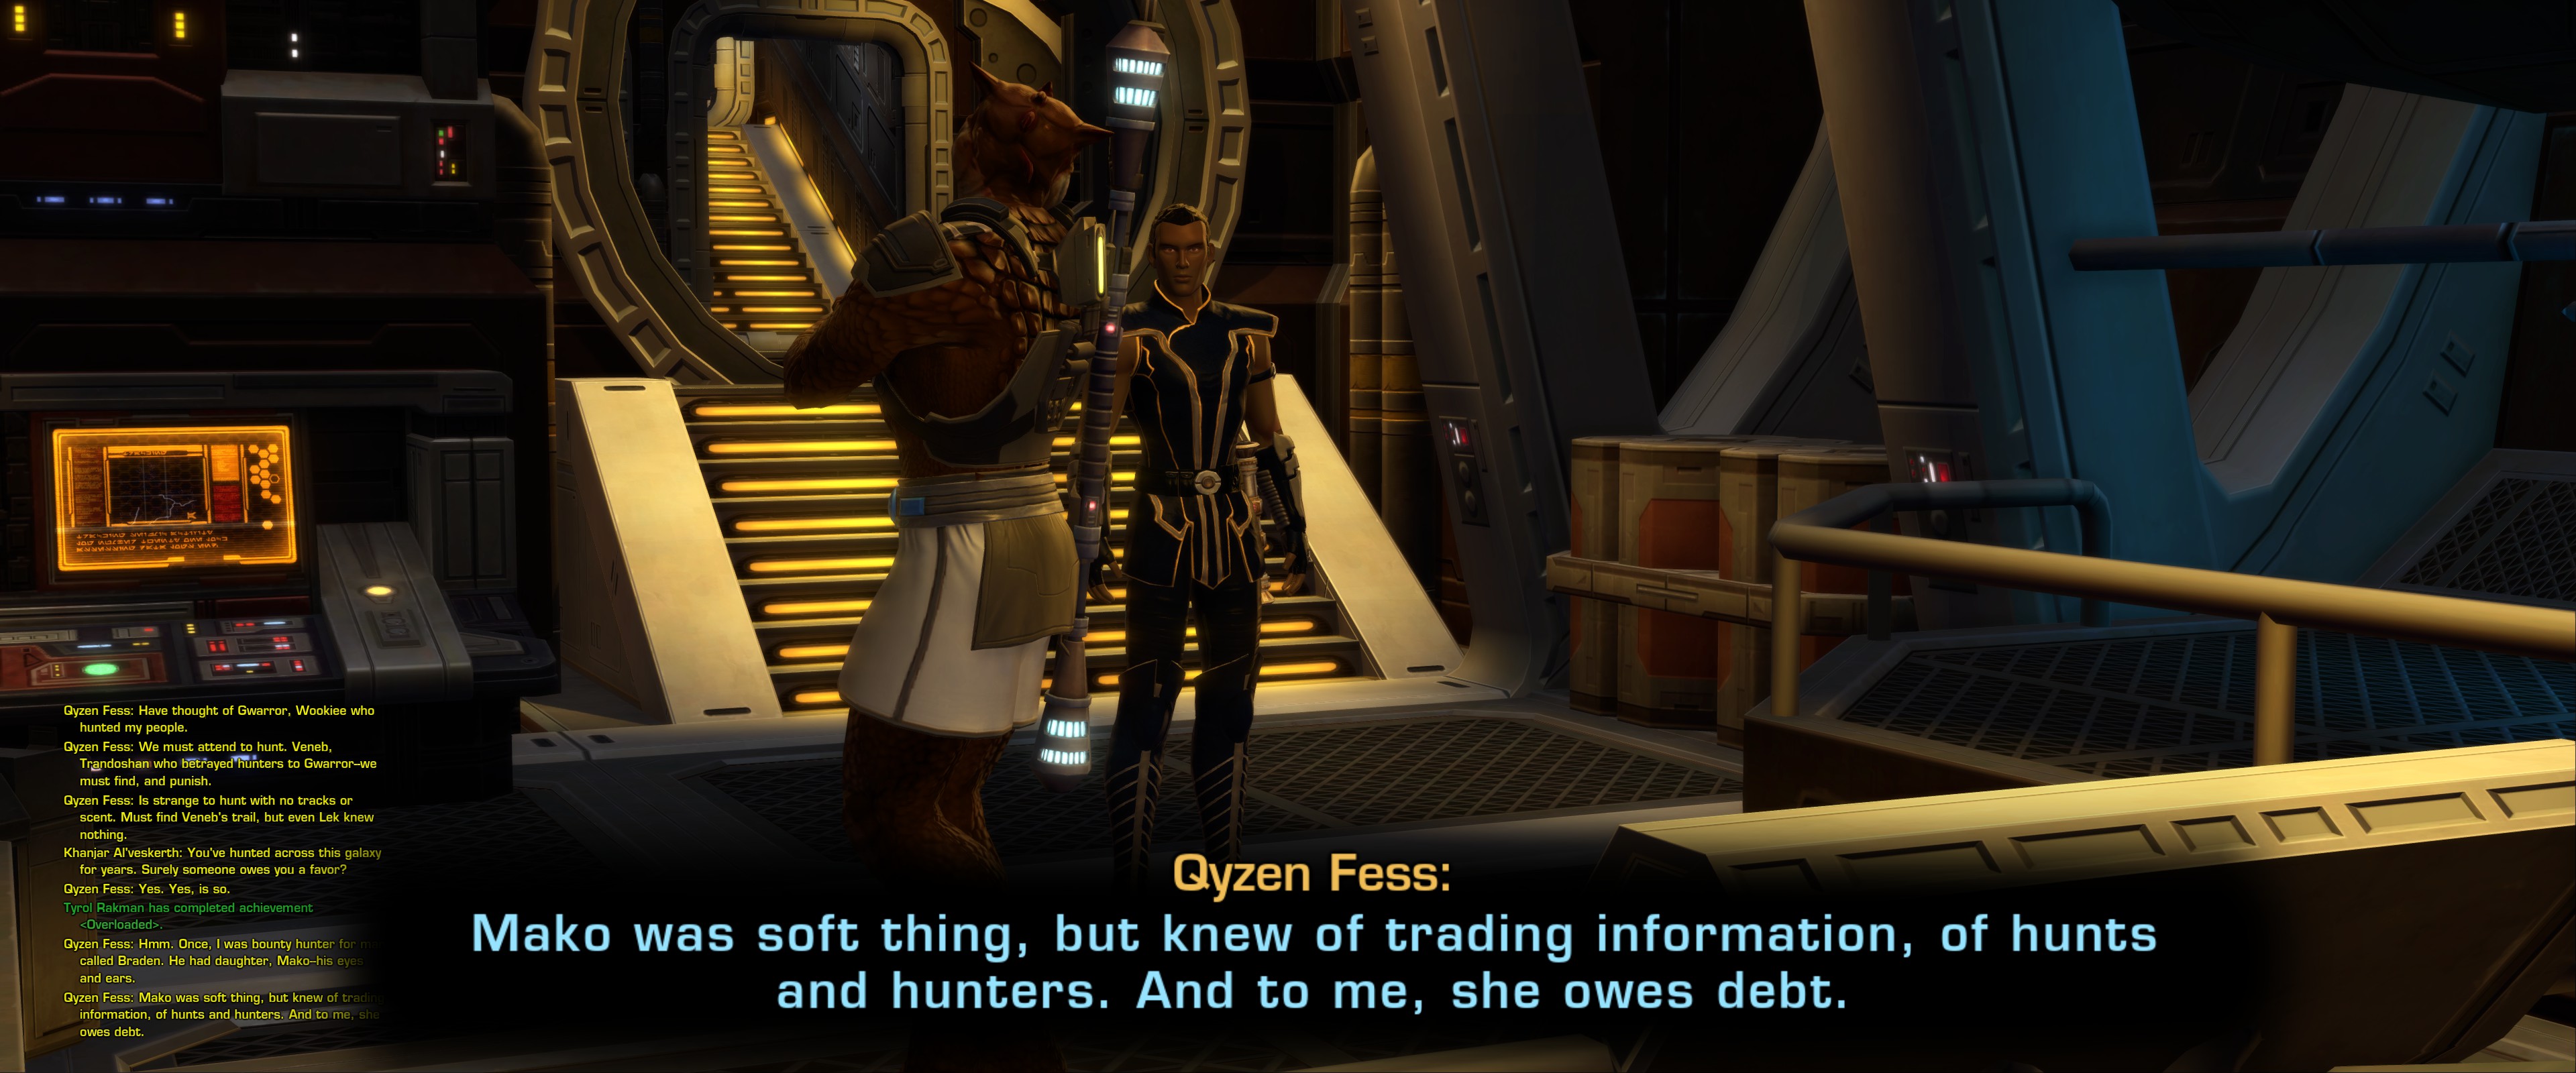 Qyzen Fess: Have thought of Gwarror, Wookiee who
hunted my people.
Qyzen Fess: We must attend to hunt. Veneb,
Trandoshan who betrayed hunters to Gwarror–we
must find, and punish.
Qyzen Fess: Is strange to hunt with no tracks or
scent. Must find Veneb's trail, but even Lek knew
nothing.
Khanjar Al'veskerth: You've hunted across this galaxy
for years. Surely someone owes you a favor?
Qyzen Fess: Yes. Yes, is so.
Tyrol Rakman has completed achievement
<Overloaded>.
Qyzen Fess: Hmm. Once, I was bounty hunter for
called Braden. He had daughter, Mako–his eyes
and ears.
Qyzen Fess: Mako was soft thing, but knew of trading
information, of hunts and hunters. And to me, she
owes debt.
Qyzen Fess:
Mako was soft thing, but knew of trading information, of hunts
and hunters. And to me, she owes debt.